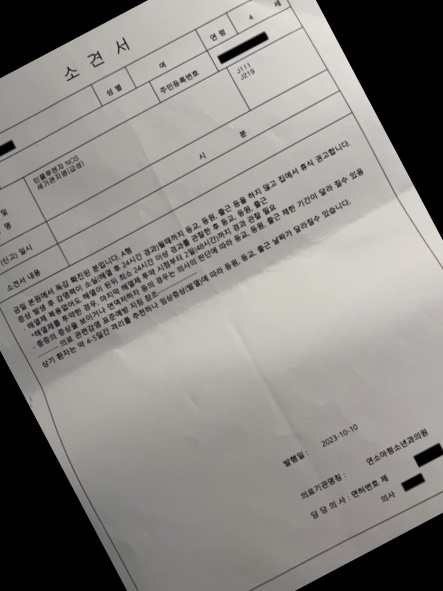 소 견 서
성 별 여 연 령 4 세
주민등록번호
및 인플루엔자 NOS J111
명 세기관지염(급성) J219
(신고) 일시 시 분
소견서 내용
금일 본원에서 독감 확진된 분입니다. A형
증상 발생 후 감염력이 소실(해열 후 24시간 경과)될때까지 등교, 등원, 출근 등을 하지 않고 집에서 휴식 권고합니다.
* 해열제 복용없어도 해열이 된뒤 최소 24시간 이상 경과를 관찰한 후 등교, 등원, 출근
*해열제를 투약한 경우, 마지막 해열제 투약 시점부터 2일(48시간)까지 경과 관찰 필요
- 중증의 증상을 보이거나 면역저하자 등의 경우는 의사의 판단에 따라 등교, 등원, 출근 제한 기간이 달라 질수 있음
-------- 의료 관련감염 표준예방 지침 참조--------
상기 환자는 약 4-5일간 격리를 추천하나 임상증상(발열)에 따라 등원, 등교, 출근 날짜가 달라질수 있습니다.
발행일 : 2023-10-10
의료기관명칭 : 연소아청소년과의원
담 당 의 사 : 면허번호 제
의사